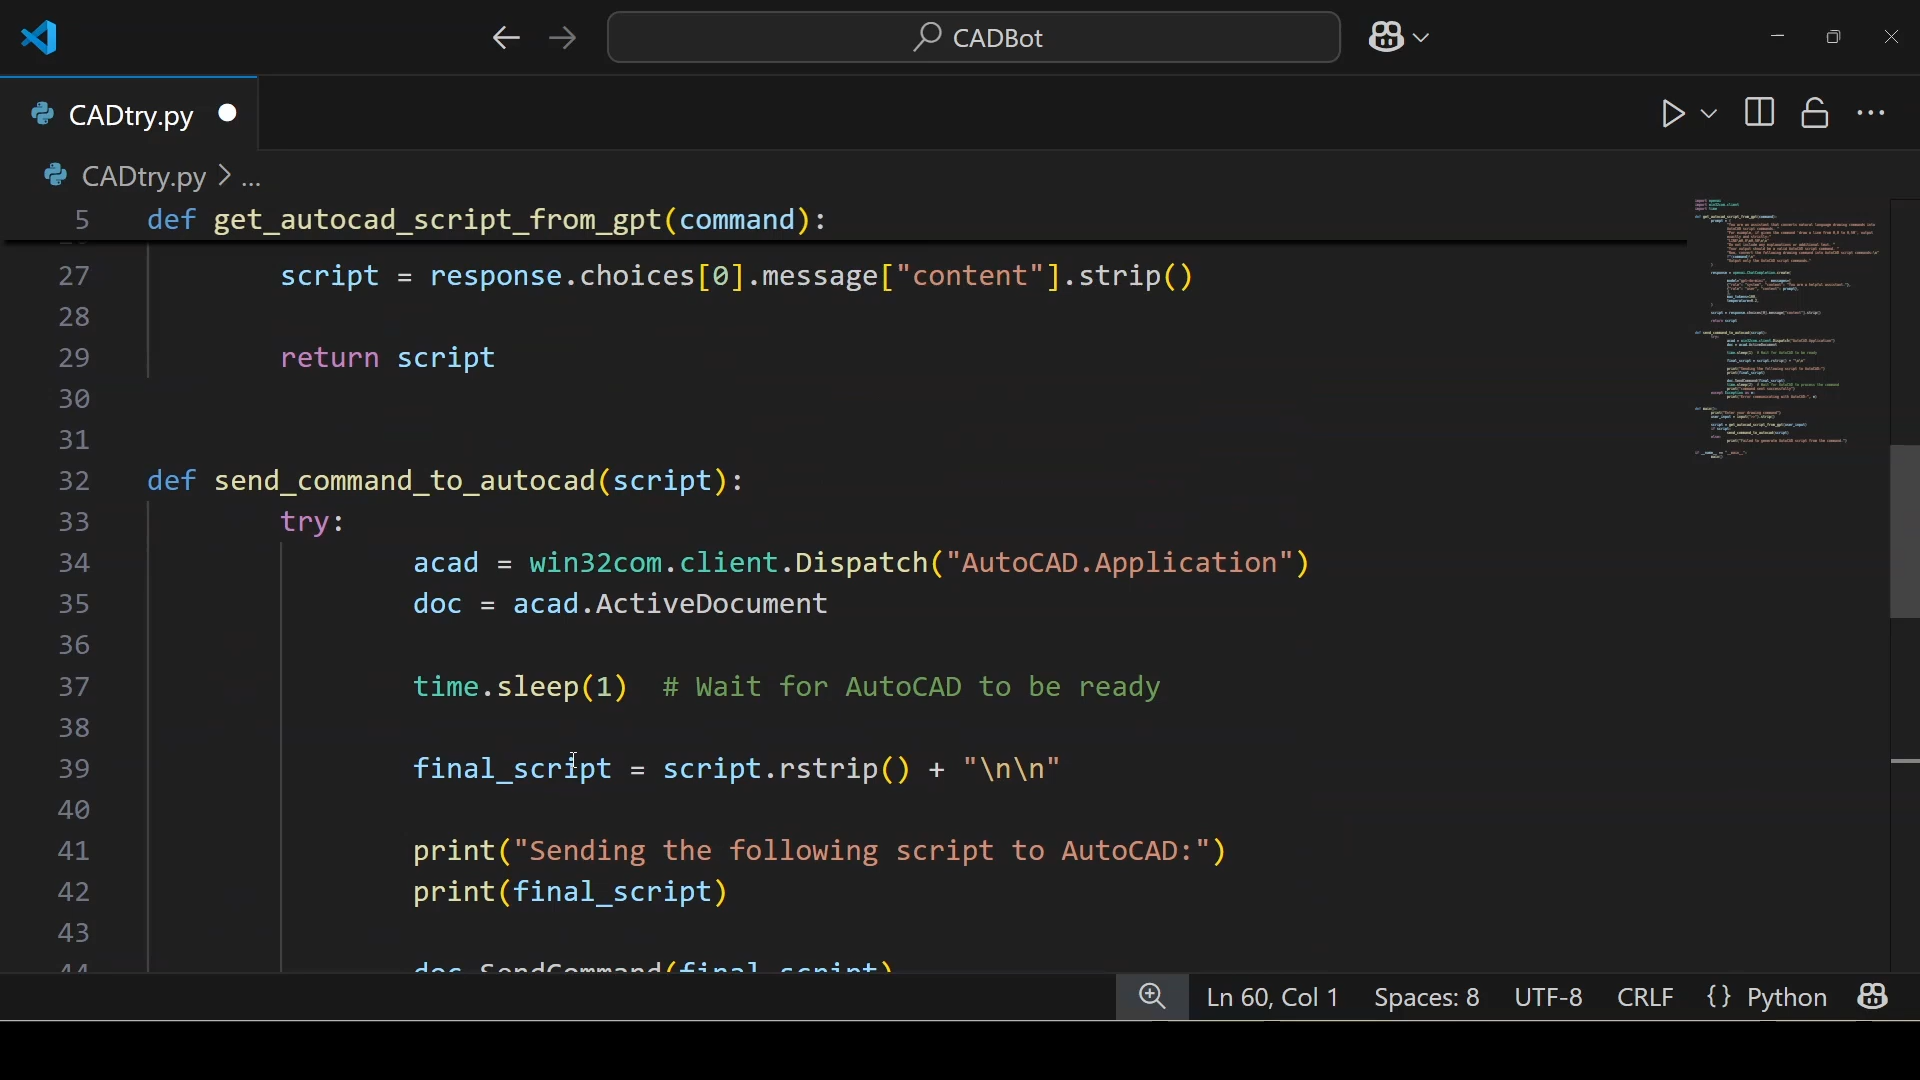 CADBot
CADtry.py
CADtry.py > ...
5 def get_autocad_script_from_gpt(command):
27 script = response.choices[0].message["content"].strip()
28
29 return script
30
31
32 def send_command_to_autocad(script):
33 try:
34 acad = win32com.client.Dispatch("AutoCAD.Application")
35 doc = acad.ActiveDocument
36
37 time.sleep(1) # Wait for AutoCAD to be ready
38
39 final_script = script.rstrip() + "\n\n"
40
41 print("Sending the following script to AutoCAD:")
42 print(final_script)
43
44 doc.SendCommand(final_script)
Ln 60, Col 1 Spaces: 8 UTF-8 CRLF {} Python